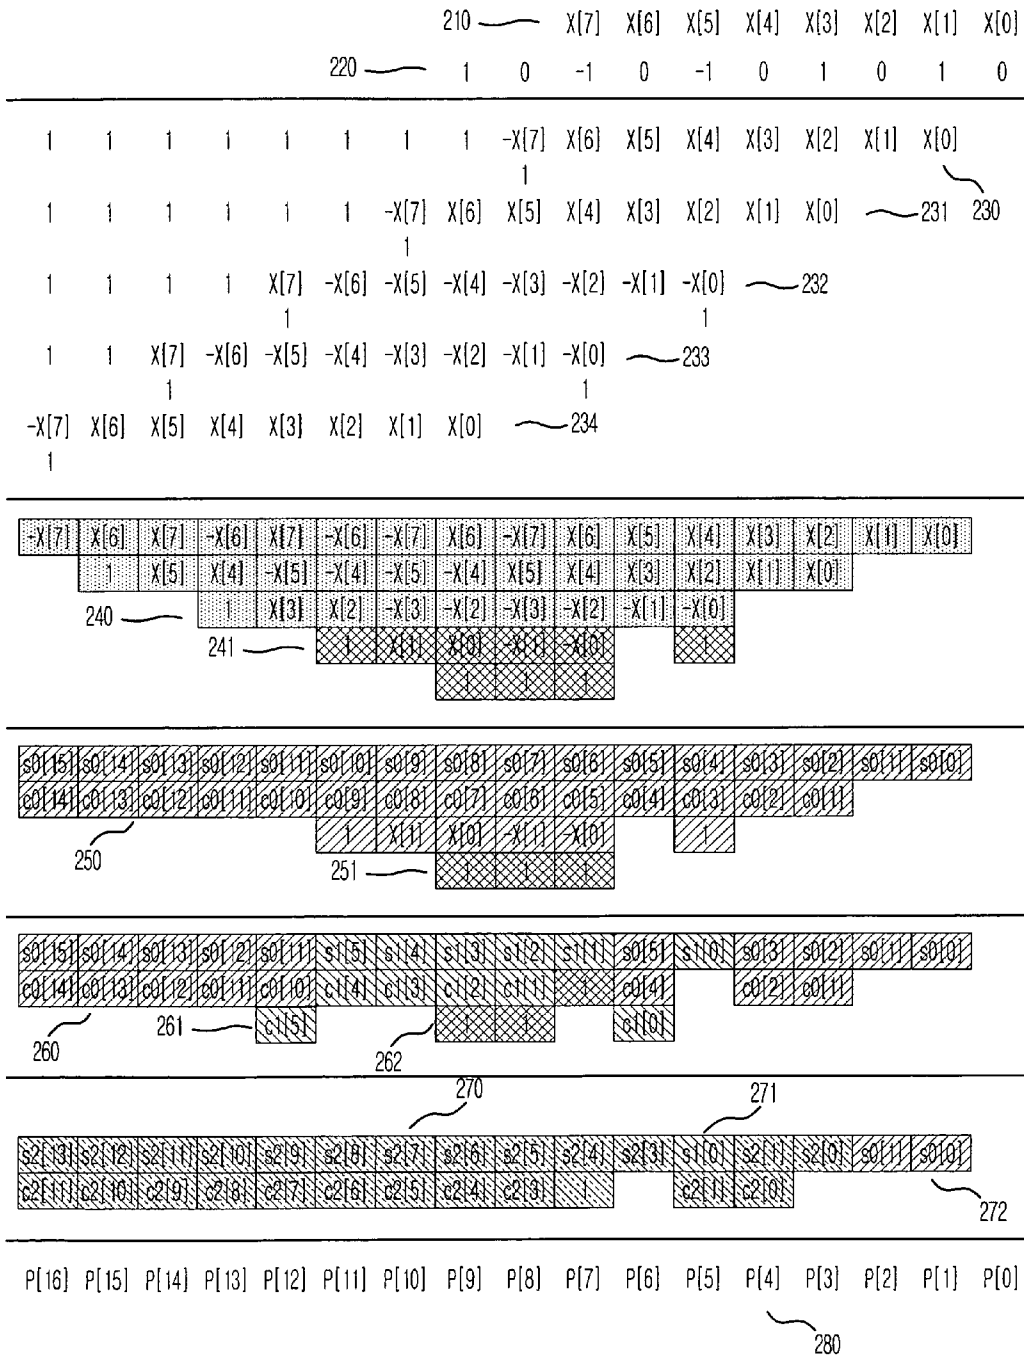 210 X[7] X[6] X[5] X[4] X[3] X[2] X[1] X[0]
220 1 0 -1 0 -1 0 1 0 1 0
1 1 1 1 1 1 1 1 -X[7] X[6] X[5] X[4] X[3] X[2] X[1] X[0]
1
1 1 1 1 1 1 -X[7] X[6] X[5] X[4] X[3] X[2] X[1] X[0] 231 230
1
1 1 1 1 X[7] -X[6] -X[5] -X[4] -X[3] -X[2] -X[1] -X[0] 232
1 1
1 1 X[7] -X[6] -X[5] -X[4] -X[3] -X[2] -X[1] -X[0] 233
1 1
-X[7] X[6] X[5] X[4] X[3] X[2] X[1] X[0] 234
1
-X[7] X[6] X[7] -X[6] X[7] -X[6] -X[7] X[6] -X[7] X[6] X[5] X[4] X[3] X[2] X[1] X[0]
1 X[5] X[4] -X[5] -X[4] -X[5] -X[4] X[5] X[4] X[3] X[2] X[1] X[0]
240 1 X[3] X[2] -X[3] -X[2] -X[3] -X[2] -X[1] -X[0]
241 1 X[1] X[0] -X[1] -X[0] 1
1 1 1
s0[15] s0[14] s0[13] s0[12] s0[11] s0[10] s0[9] s0[8] s0[7] s0[6] s0[5] s0[4] s0[3] s0[2] s0[1] s0[0]
c0[14] c0[13] c0[12] c0[11] c0[10] c0[9] c0[8] c0[7] c0[6] c0[5] c0[4] c0[3] c0[2] c0[1]
250 1 X[1] X[0] -X[1] -X[0] 1
251 1 1 1
s0[15] s0[14] s0[13] s0[12] s0[11] s1[5] s1[4] s1[3] s1[2] s1[1] s0[5] s1[0] s0[3] s0[2] s0[1] s0[0]
c0[14] c0[13] c0[12] c0[11] c0[10] c1[4] c1[3] c1[2] c1[1] 1 c0[4] c0[2] c0[1]
260 261 c1[5] 262 1 1 c1[0]
270 271
s2[13] s2[12] s2[11] s2[10] s2[9] s2[8] s2[7] s2[6] s2[5] s2[4] s2[3] s1[0] s2[1] s2[0] s0[1] s0[0]
c2[11] c2[10] c2[9] c2[8] c2[7] c2[6] c2[5] c2[4] c2[3] 1 c2[1] c2[0]
272
P[16] P[15] P[14] P[13] P[12] P[11] P[10] P[9] P[8] P[7] P[6] P[5] P[4] P[3] P[2] P[1] P[0]
280